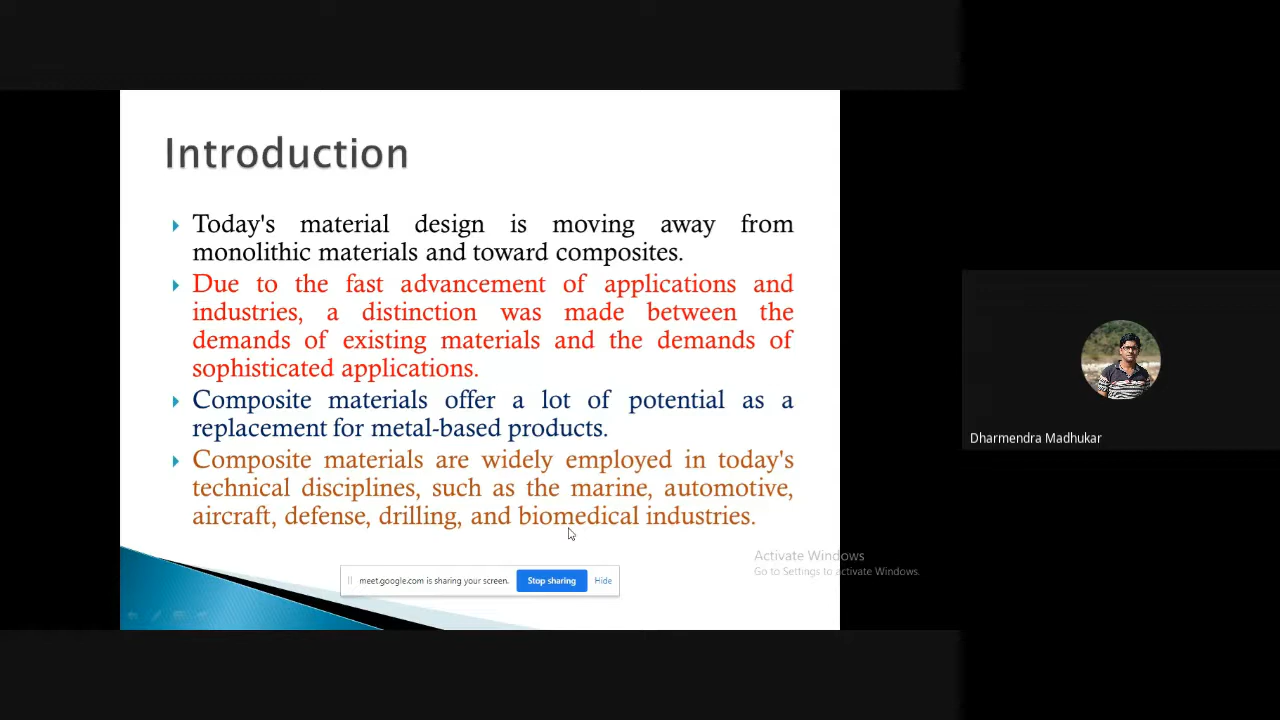 Introduction
Today's material design is moving away from
monolithic materials and toward composites.
Due to the fast advancement of applications and
industries, a distinction was made between the
demands of existing materials and the demands of
sophisticated applications.
Composite materials offer a lot of potential as a
replacement for metal-based products.
Composite materials are widely employed in today's
technical disciplines, such as the marine, automotive,
aircraft, defense, drilling, and biomedical industries.
meet.google.com is sharing your screen. Stop sharing Hide
Activate Windows
Go to Settings to activate Windows.
Dharmendra Madhukar